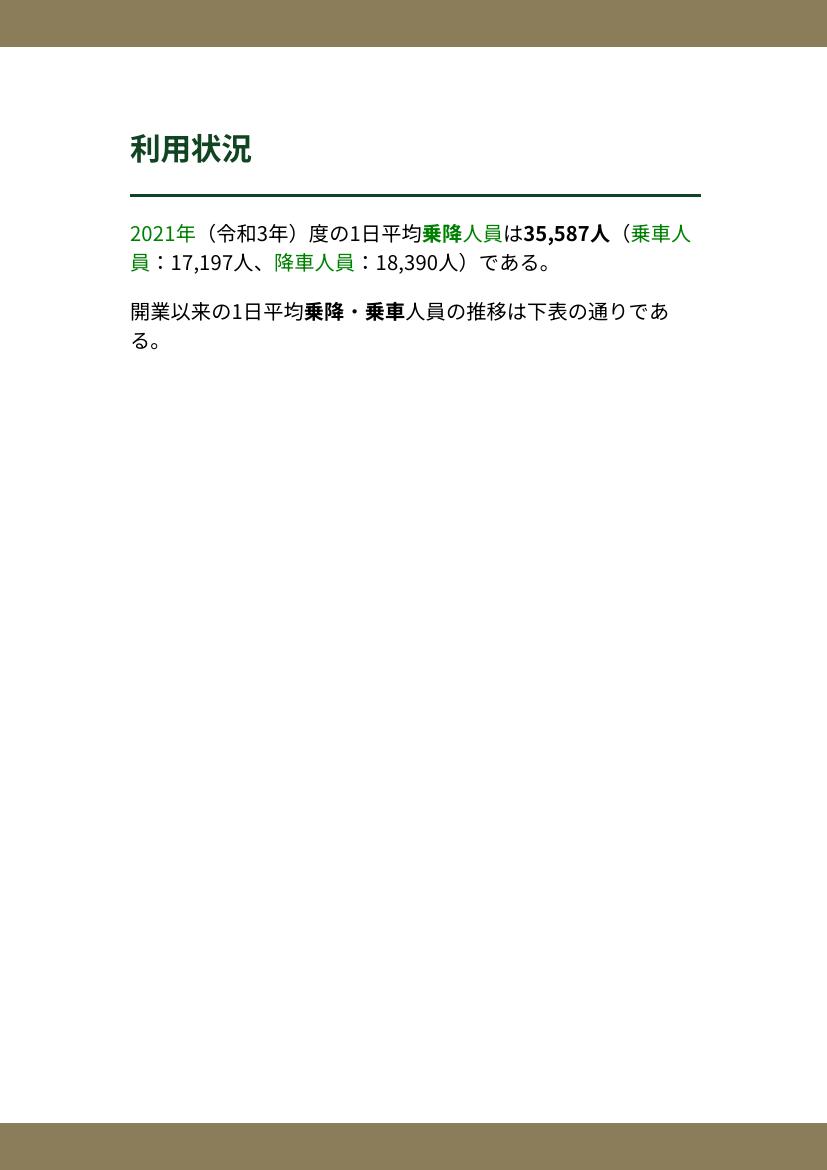 利用状況
2021年（令和3年）度の1日平均乗降人員は35,587人（乗車人
員：17,197人、降車人員：18,390人）である。
開業以来の1日平均乗降・乗車人員の推移は下表の通りであ
る。